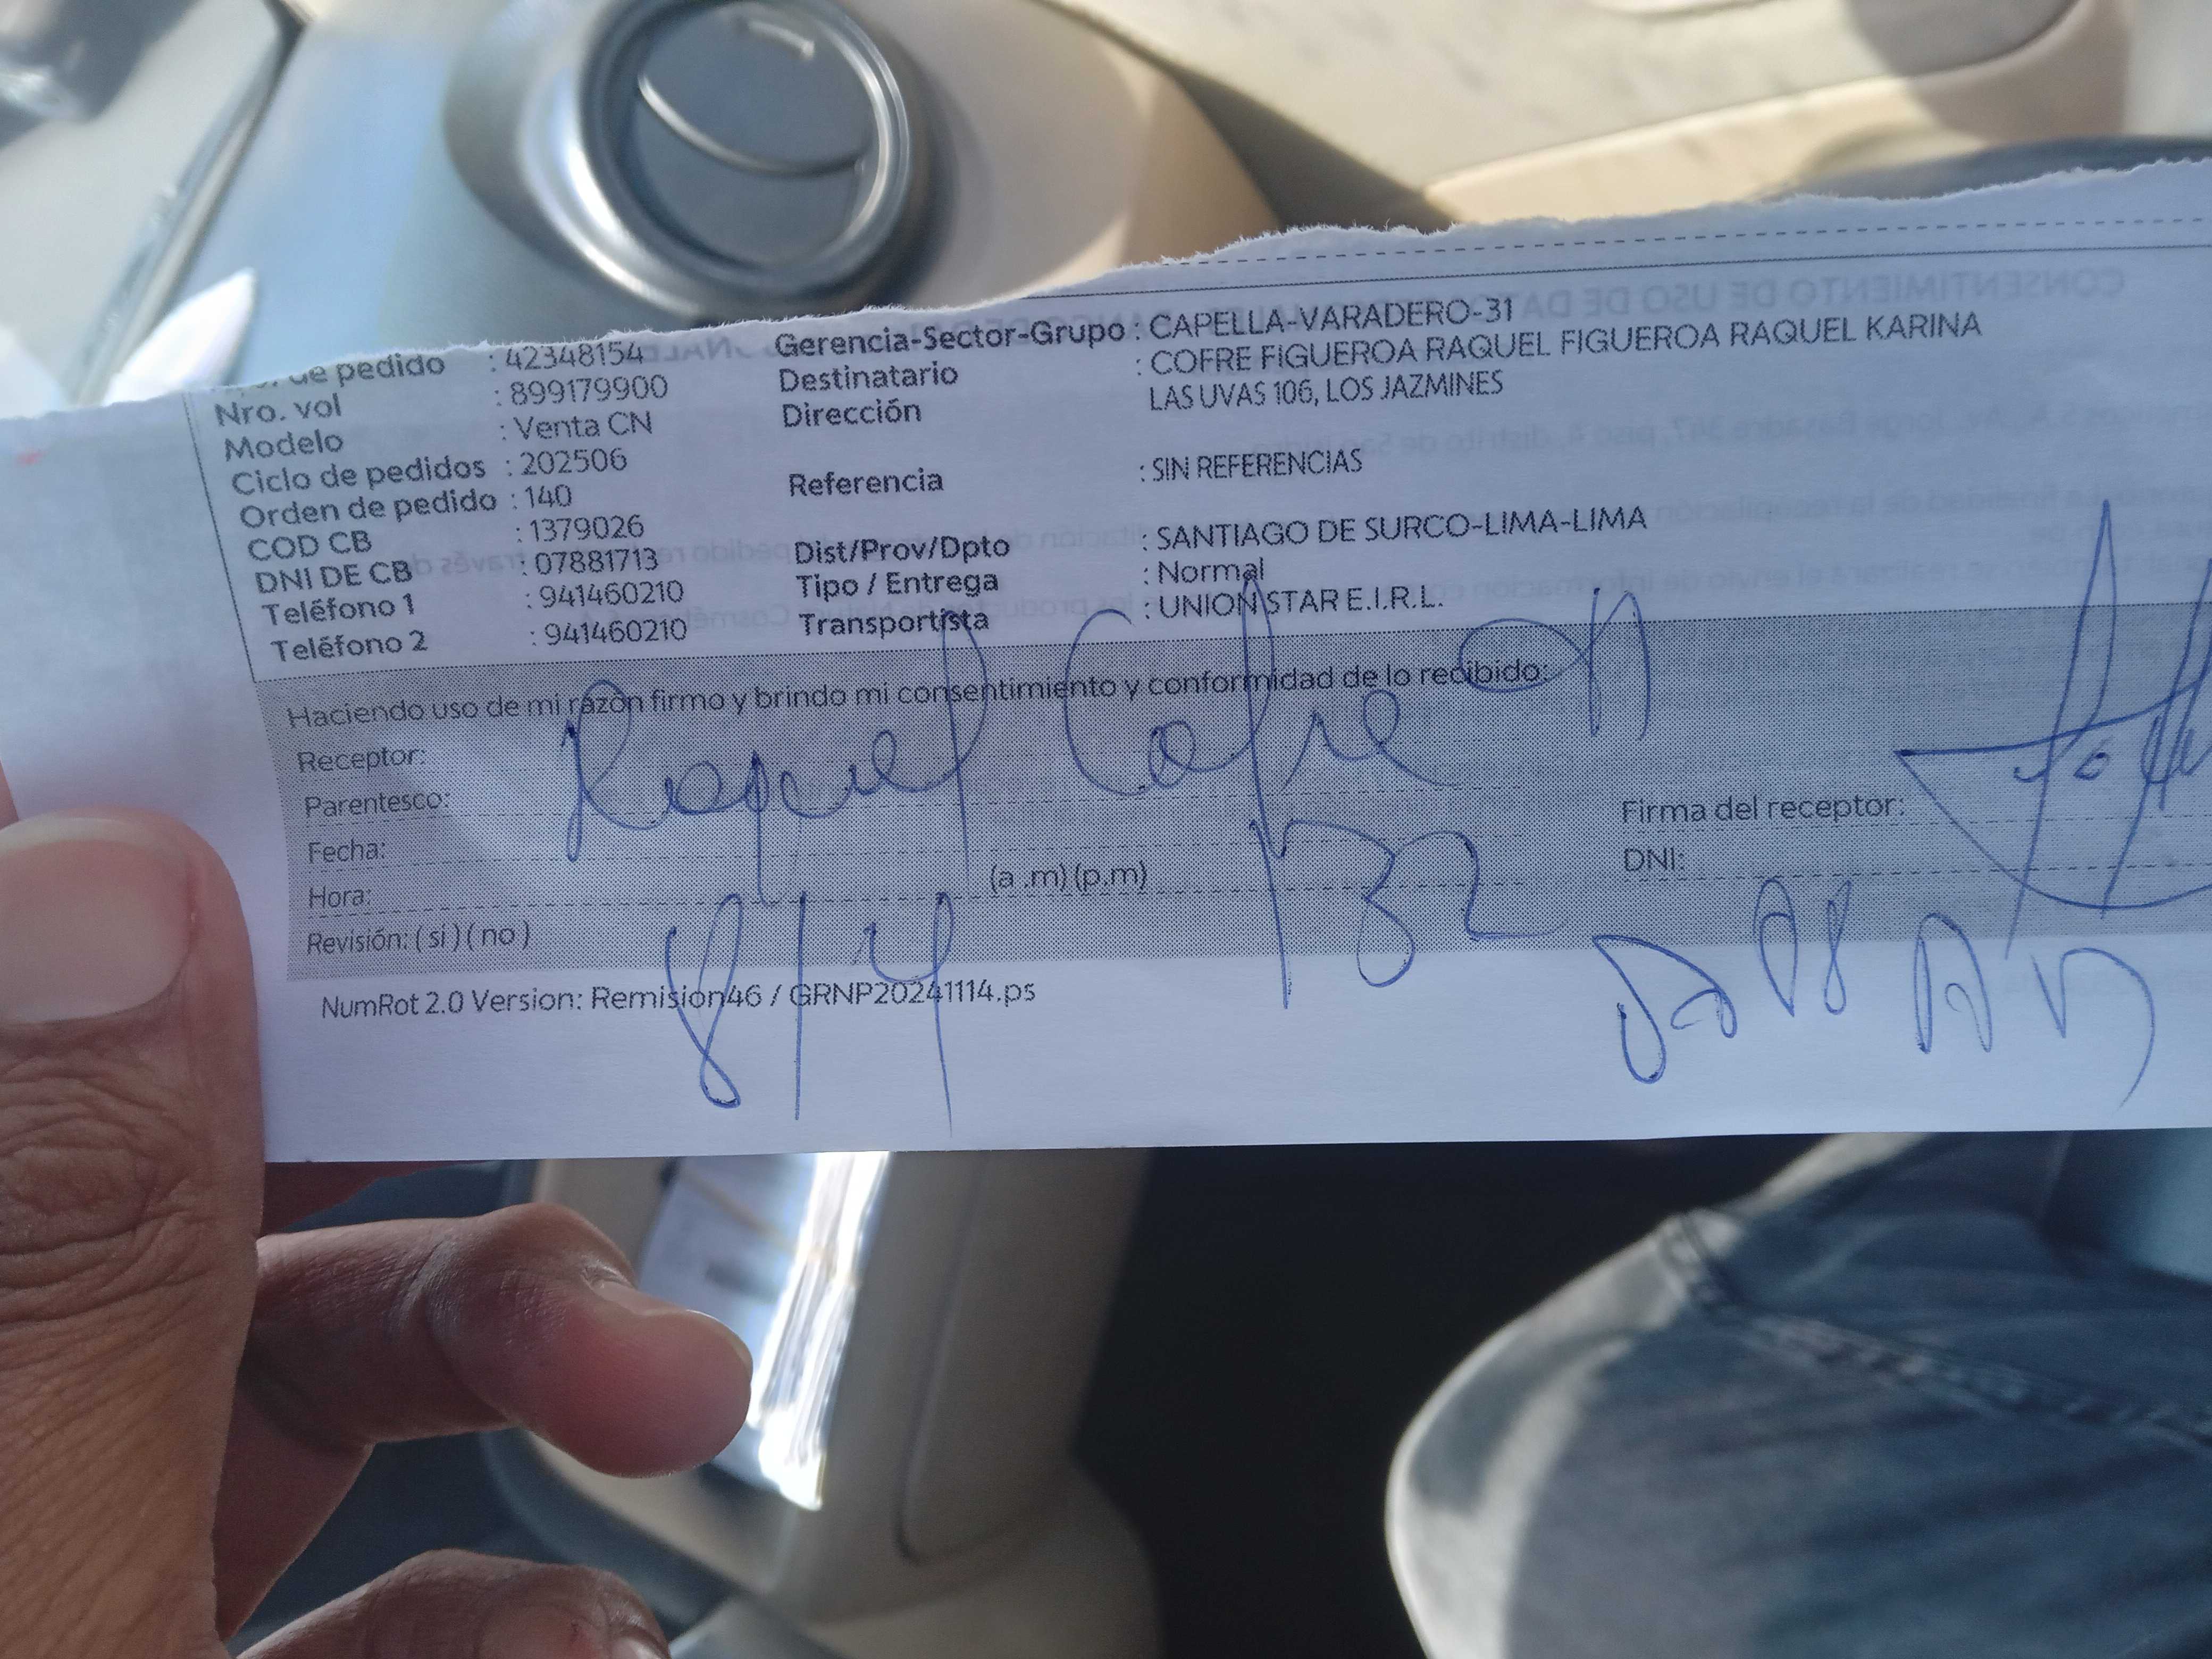 de pedido : 42348154
Nro. vol : 899179900
Modelo : Venta CN
Ciclo de pedidos : 202506
Orden de pedido : 140
COD CB : 1379026
DNI DE CB : 07881713
Teléfono 1 : 941460210
Teléfono 2 : 941460210
Gerencia-Sector-Grupo : CAPELLA-VARADERO-31
Destinatario : COFRE FIGUEROA RAQUEL FIGUEROA RAQUEL KARINA
Dirección LAS UVAS 106, LOS JAZMINES
Referencia : SIN REFERENCIAS
Dist/Prov/Dpto : SANTIAGO DE SURCO-LIMA-LIMA
Tipo / Entrega : Normal
Transportista : UNION STAR E.I.R.L.
Haciendo uso de mi razón firmo y brindo mi consentimiento y conformidad de lo recibido:
Receptor: Raquel Cofre
Parentesco:
Fecha: 8/4
Hora: (a .m) (p.m) 132
Revisión: ( si ) ( no )
Firma del receptor:
DNI:
NumRot 2.0 Version: Remision46 / GRNP20241114.ps